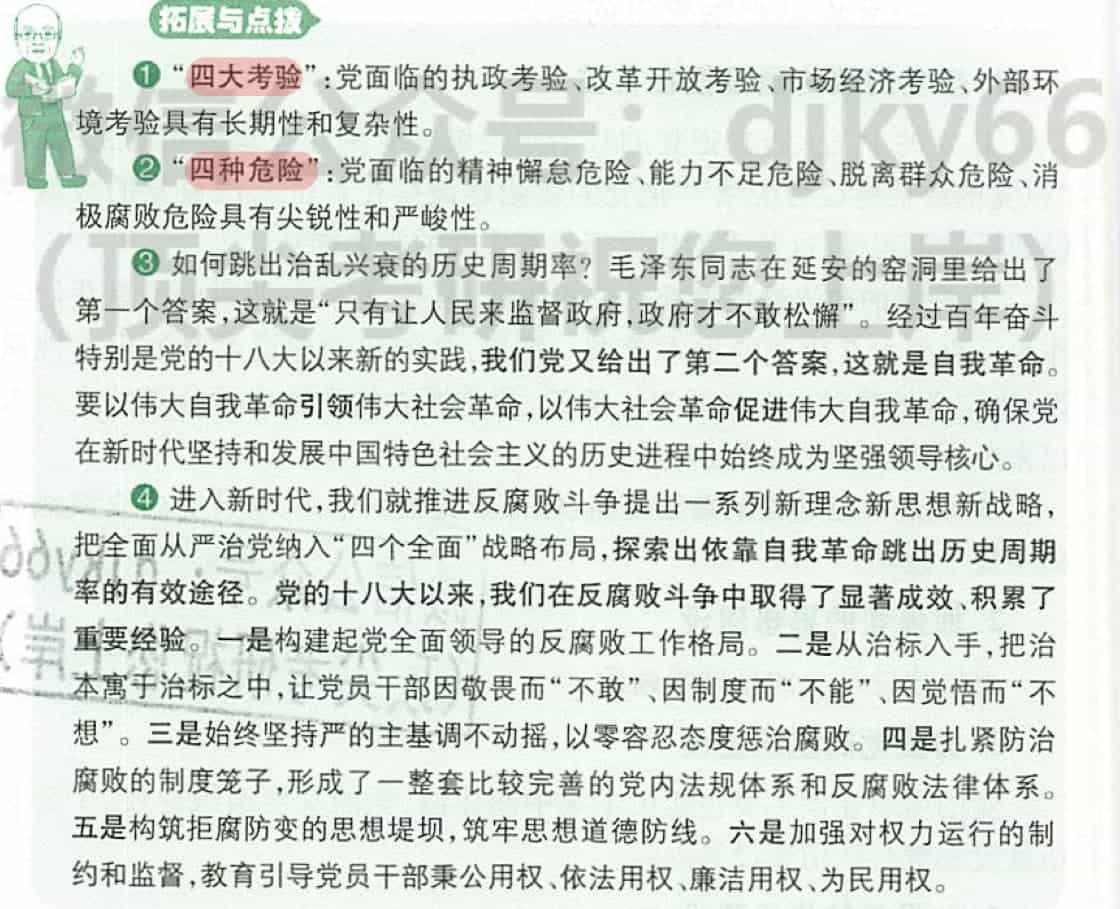 拓展与点拨
❶“四大考验”:党面临的执政考验、改革开放考验、市场经济考验、外部环
境考验具有长期性和复杂性。
❷“四种危险”:党面临的精神懈怠危险、能力不足危险、脱离群众危险、消
极腐败危险具有尖锐性和严峻性。
❸如何跳出治乱兴衰的历史周期率?毛泽东同志在延安的窑洞里给出了
第一个答案,这就是“只有让人民来监督政府,政府才不敢松懈”。经过百年奋斗
特别是党的十八大以来新的实践,我们党又给出了第二个答案,这就是自我革命。
要以伟大自我革命引领伟大社会革命,以伟大社会革命促进伟大自我革命,确保党
在新时代坚持和发展中国特色社会主义的历史进程中始终成为坚强领导核心。
❹进入新时代,我们就推进反腐败斗争提出一系列新理念新思想新战略,
把全面从严治党纳入“四个全面”战略布局,探索出依靠自我革命跳出历史周期
率的有效途径。党的十八大以来,我们在反腐败斗争中取得了显著成效、积累了
重要经验。一是构建起党全面领导的反腐败工作格局。二是从治标入手,把治
本寓于治标之中,让党员干部因敬畏而“不敢”、因制度而“不能”、因觉悟而“不
想”。三是始终坚持严的主基调不动摇,以零容忍态度惩治腐败。四是扎紧防治
腐败的制度笼子,形成了一整套比较完善的党内法规体系和反腐败法律体系。
五是构筑拒腐防变的思想堤坝,筑牢思想道德防线。六是加强对权力运行的制
约和监督,教育引导党员干部秉公用权、依法用权、廉洁用权、为民用权。
微信公众号：djky66
(顶尖考研祝您上岸)